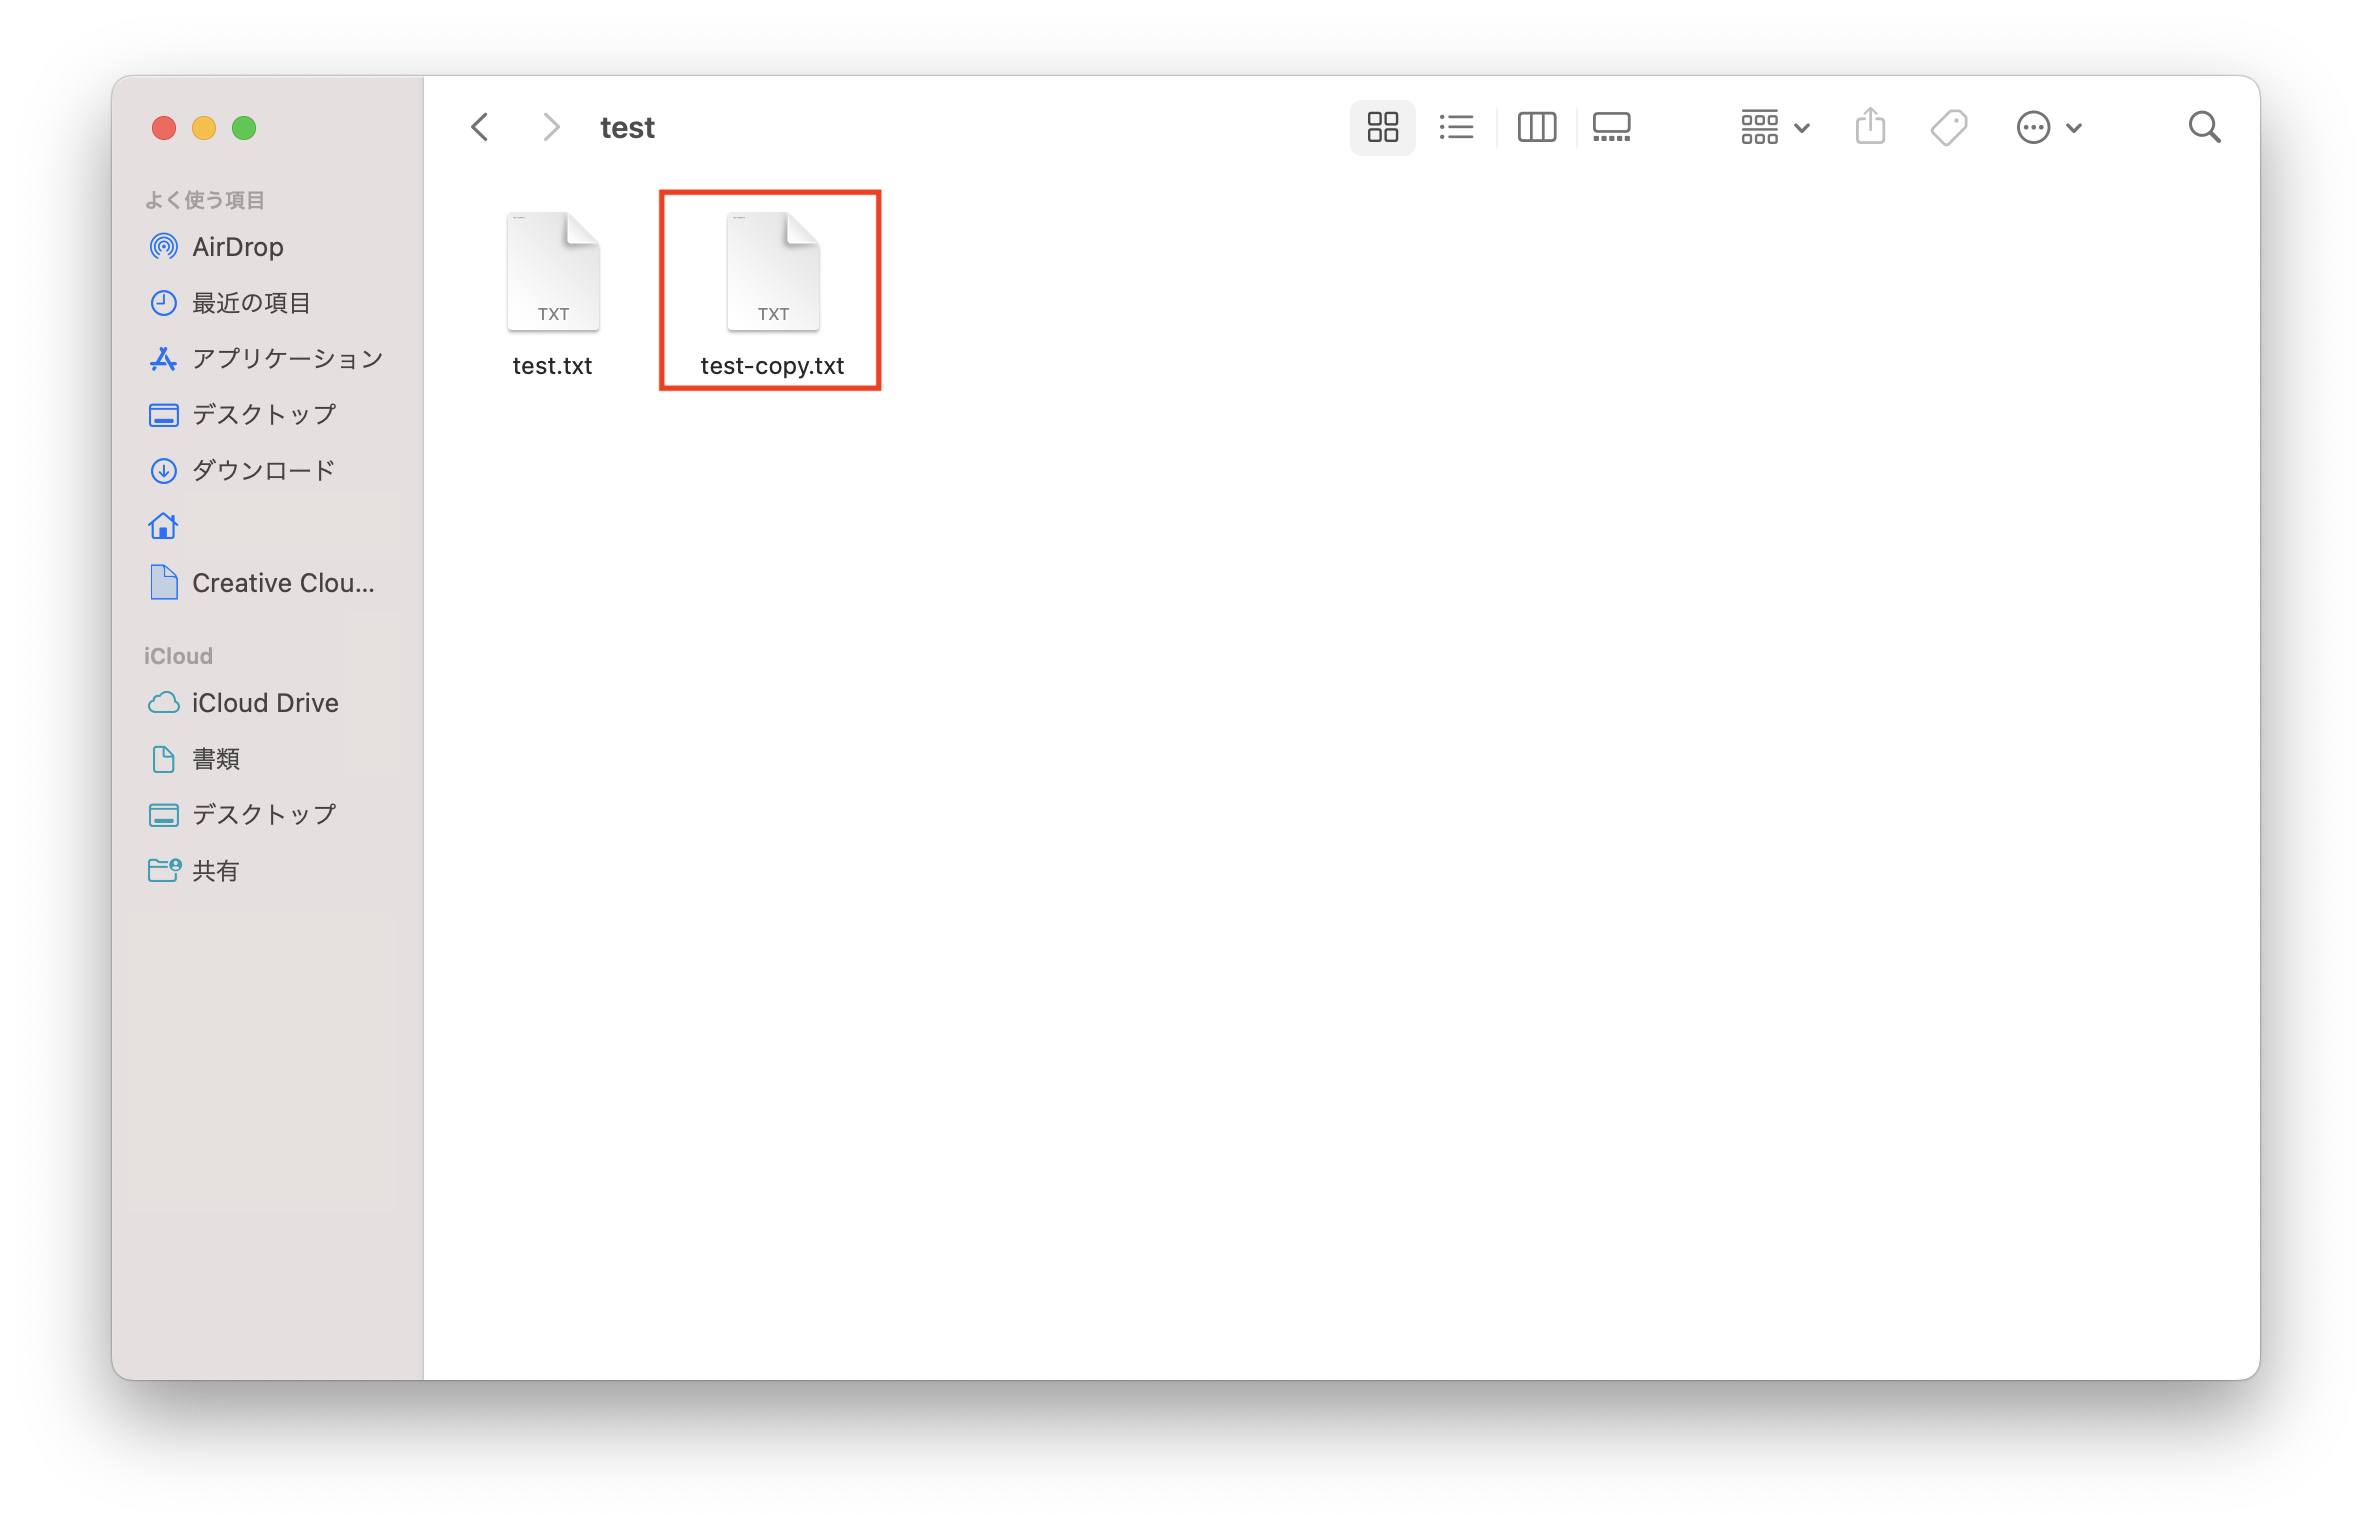 よく使う項目
AirDrop
最近の項目
アプリケーション
デスクトップ
ダウンロード
Creative Clou...
iCloud
iCloud Drive
書類
デスクトップ
共有
test
TXT
test.txt
TXT
test-copy.txt